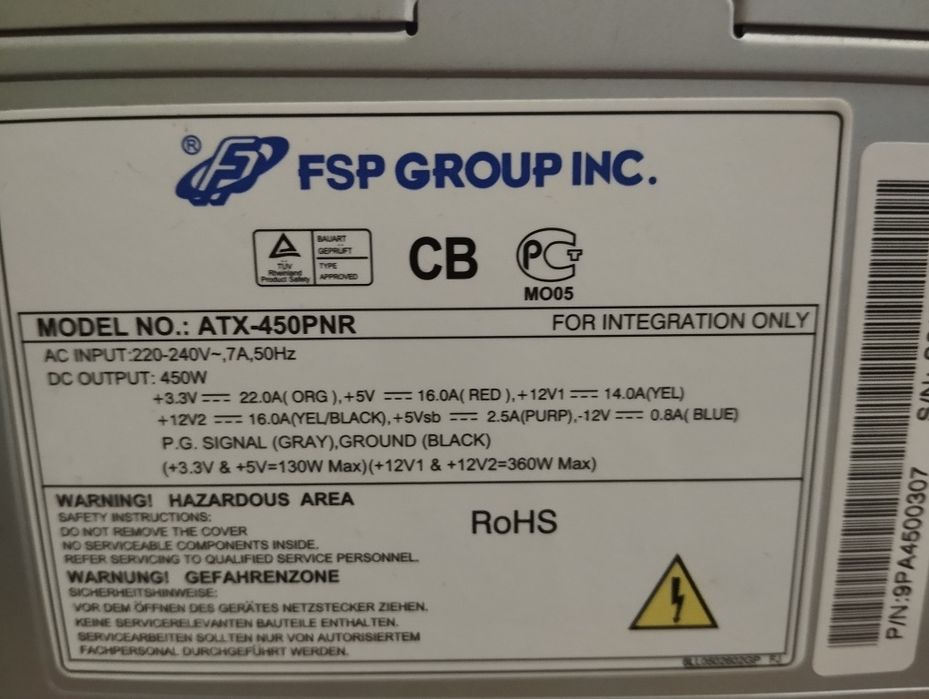 ® FSP FSP GROUP INC.
TÜV Rheinland Product Safety
BAUART GEPRÜFT
TYPE APPROVED
CB
PCT
MO05
MODEL NO.: ATX-450PNR FOR INTEGRATION ONLY
AC INPUT:220-240V~,7A,50Hz
DC OUTPUT: 450W
+3.3V ⎓ 22.0A( ORG ),+5V ⎓ 16.0A( RED ),+12V1 ⎓ 14.0A(YEL)
+12V2 ⎓ 16.0A(YEL/BLACK),+5Vsb ⎓ 2.5A(PURP),-12V ⎓ 0.8A( BLUE)
P.G. SIGNAL (GRAY),GROUND (BLACK)
(+3.3V & +5V=130W Max)(+12V1 & +12V2=360W Max)
WARNING! HAZARDOUS AREA
SAFETY INSTRUCTIONS:
DO NOT REMOVE THE COVER
NO SERVICEABLE COMPONENTS INSIDE.
REFER SERVICING TO QUALIFIED SERVICE PERSONNEL.
WARNUNG! GEFAHRENZONE
SICHERHEITSHINWEISE:
VOR DEM ÖFFNEN DES GERÄTES NETZSTECKER ZIEHEN.
KEINE SERVICERELEVANTEN BAUTEILE ENTHALTEN.
SERVICEARBEITEN SOLLTEN NUR VON AUTORISIERTEM
FACHPERSONAL DURCHGEFÜHRT WERDEN.
RoHS
P/N:9PA4500307
S/N: